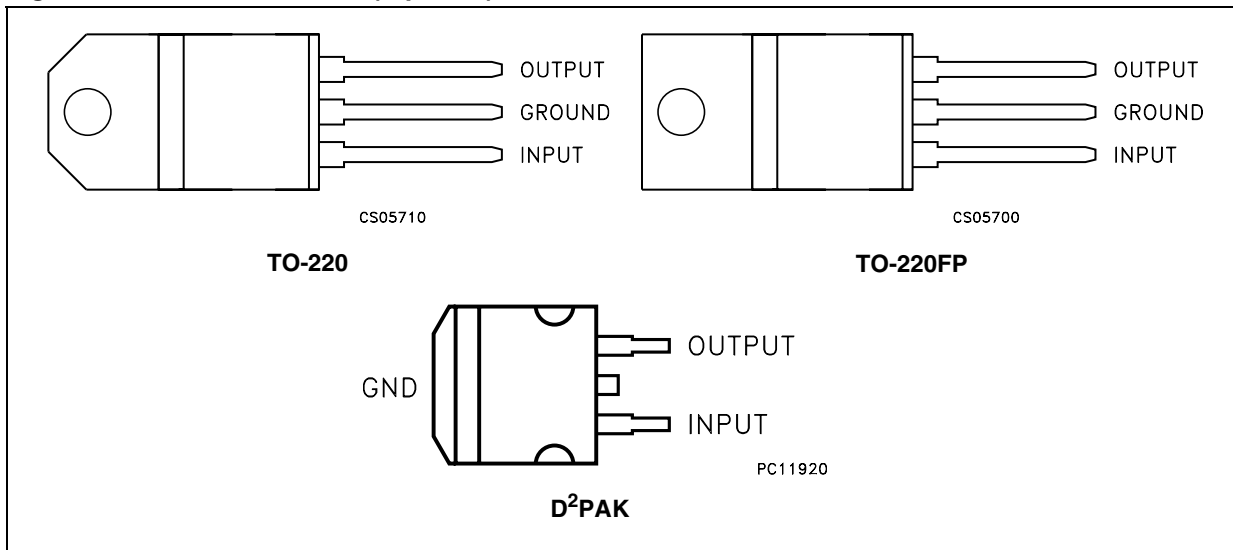 OUTPUT
GROUND
INPUT
CS05710
TO-220
OUTPUT
GROUND
INPUT
CS05700
TO-220FP
GND
OUTPUT
INPUT
PC11920
D²PAK